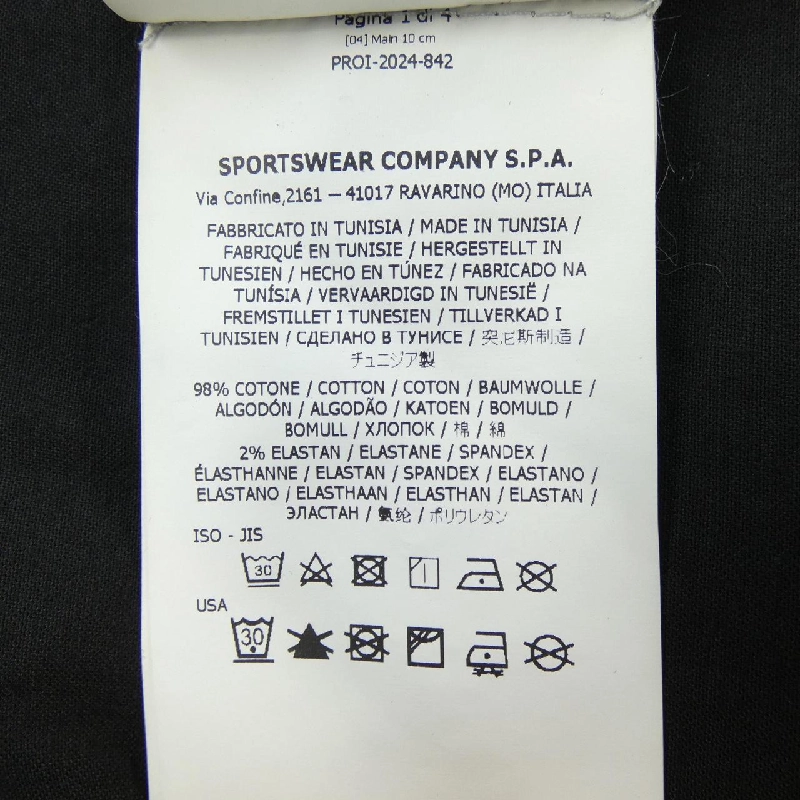 Pagina 1 di 4
[04] Main 10 cm
PROI-2024-842
SPORTSWEAR COMPANY S.P.A.
Via Confine,2161 – 41017 RAVARINO (MO) ITALIA
FABBRICATO IN TUNISIA / MADE IN TUNISIA /
FABRIQUÉ EN TUNISIE / HERGESTELLT IN
TUNESIEN / HECHO EN TÚNEZ / FABRICADO NA
TUNÍSIA / VERVAARDIGD IN TUNESIË /
FREMSTILLET I TUNESIEN / TILLVERKAD I
TUNISIEN / СДЕЛАНО В ТУНИСЕ / 突尼斯制造 /
チュニジア製
98% COTONE / COTTON / COTON / BAUMWOLLE /
ALGODÓN / ALGODÃO / KATOEN / BOMULD /
BOMULL / ХЛОПОК / 棉 / 綿
2% ELASTAN / ELASTANE / SPANDEX /
ÉLASTHANNE / ELASTAN / SPANDEX / ELASTANO /
ELASTANO / ELASTHAAN / ELASTHAN / ELASTAN /
ЭЛАСТАН / 氨纶 / ポリウレタン
ISO - JIS
30
USA
30